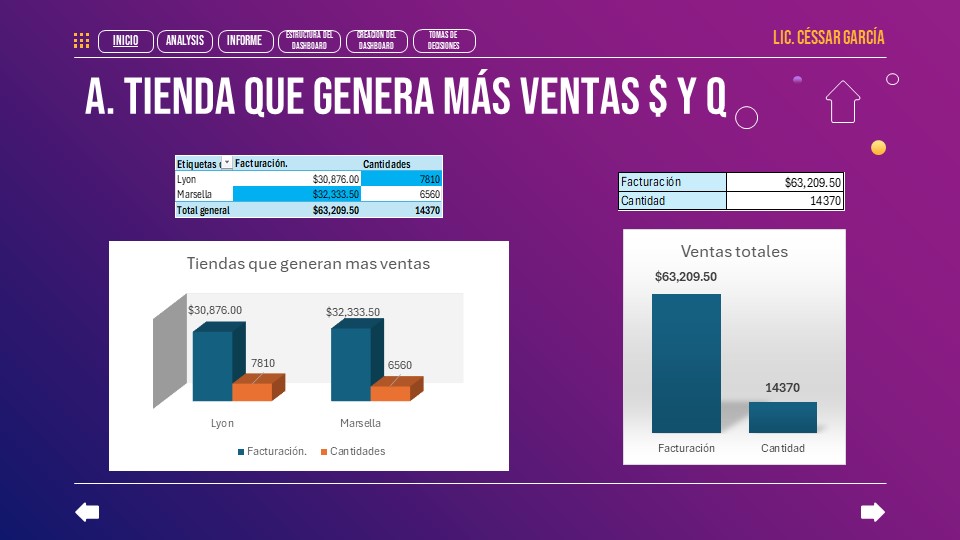 INICIO
ANALYSIS
INFORME
ESTRUCTURA DEL
DASHBOARD
CREACION DEL
DASHBOARD
TOMAS DE
DECISIONES
LIC. CÉSSAR GARCÍA
A. TIENDA QUE GENERA MÁS VENTAS $ Y Q
Etiquetas Facturación. Cantidades
Lyon $30,876.00 7810
Marsella $32,333.50 6560
Total general $63,209.50 14370
Facturación $63,209.50
Cantidad 14370
Tiendas que generan mas ventas
$30,876.00
7810
$32,333.50
6560
Lyon Marsella
Facturación. Cantidades
Ventas totales
$63,209.50
14370
Facturación Cantidad